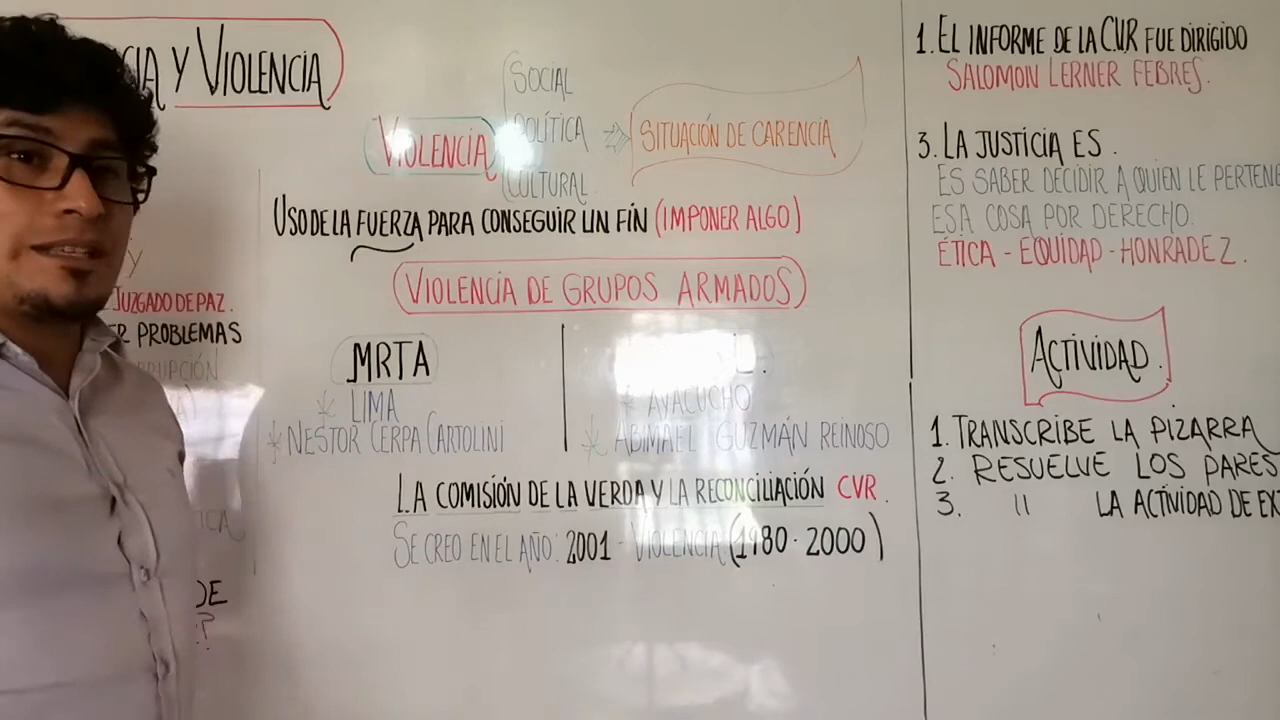 Y VIOLENCIA
Y
JUZGADO DE PAZ.
PROBLEMAS
DE
?
SOCIAL
VIOLENCIA POLÍTICA SITUACIÓN DE CARENCIA
CULTURAL
USO DE LA FUERZA PARA CONSEGUIR UN FÍN (IMPONER ALGO)
VIOLENCIA DE GRUPOS ARMADOS
MRTA
* LIMA
* NESTOR CERPA CARTOLINI
* AYACUCHO
* ABIMAEL GUZMÁN REINOSO
LA COMISIÓN DE LA VERDA Y LA RECONCILIACIÓN CVR.
SE CREO EN EL AÑO: 2001 - VIOLENCIA (1980 - 2000)
1. EL INFORME DE LA CVR FUE DIRIGIDO
SALOMON LERNER FEBRES.
3. LA JUSTICIA ES.
ES SABER DECIDIR A QUIEN LE PERTENE
ESA COSA POR DERECHO.
ÉTICA - EQUIDAD - HONRADEZ.
ACTIVIDAD.
1. TRANSCRIBE LA PIZARRA
2. RESUELVE LOS PARES
3. " LA ACTIVIDAD DE EX